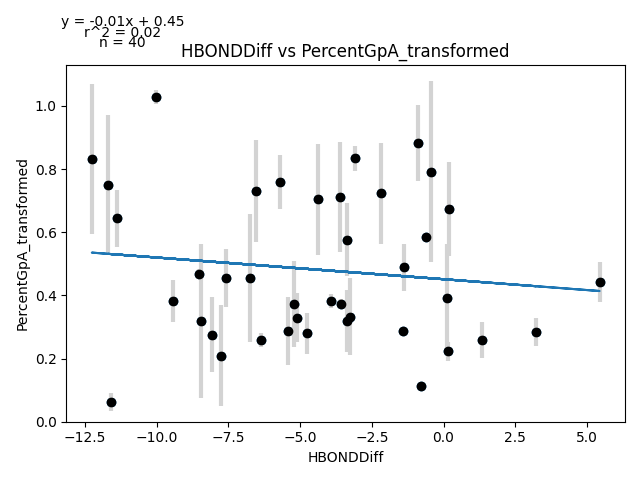 y = -0.01x + 0.45
r^2 = 0.02
n = 40
HBONDDiff vs PercentGpA_transformed
PercentGpA_transformed
1.0
0.8
0.6
0.4
0.2
0.0
−12.5 −10.0 −7.5 −5.0 −2.5 0.0 2.5 5.0
HBONDDiff